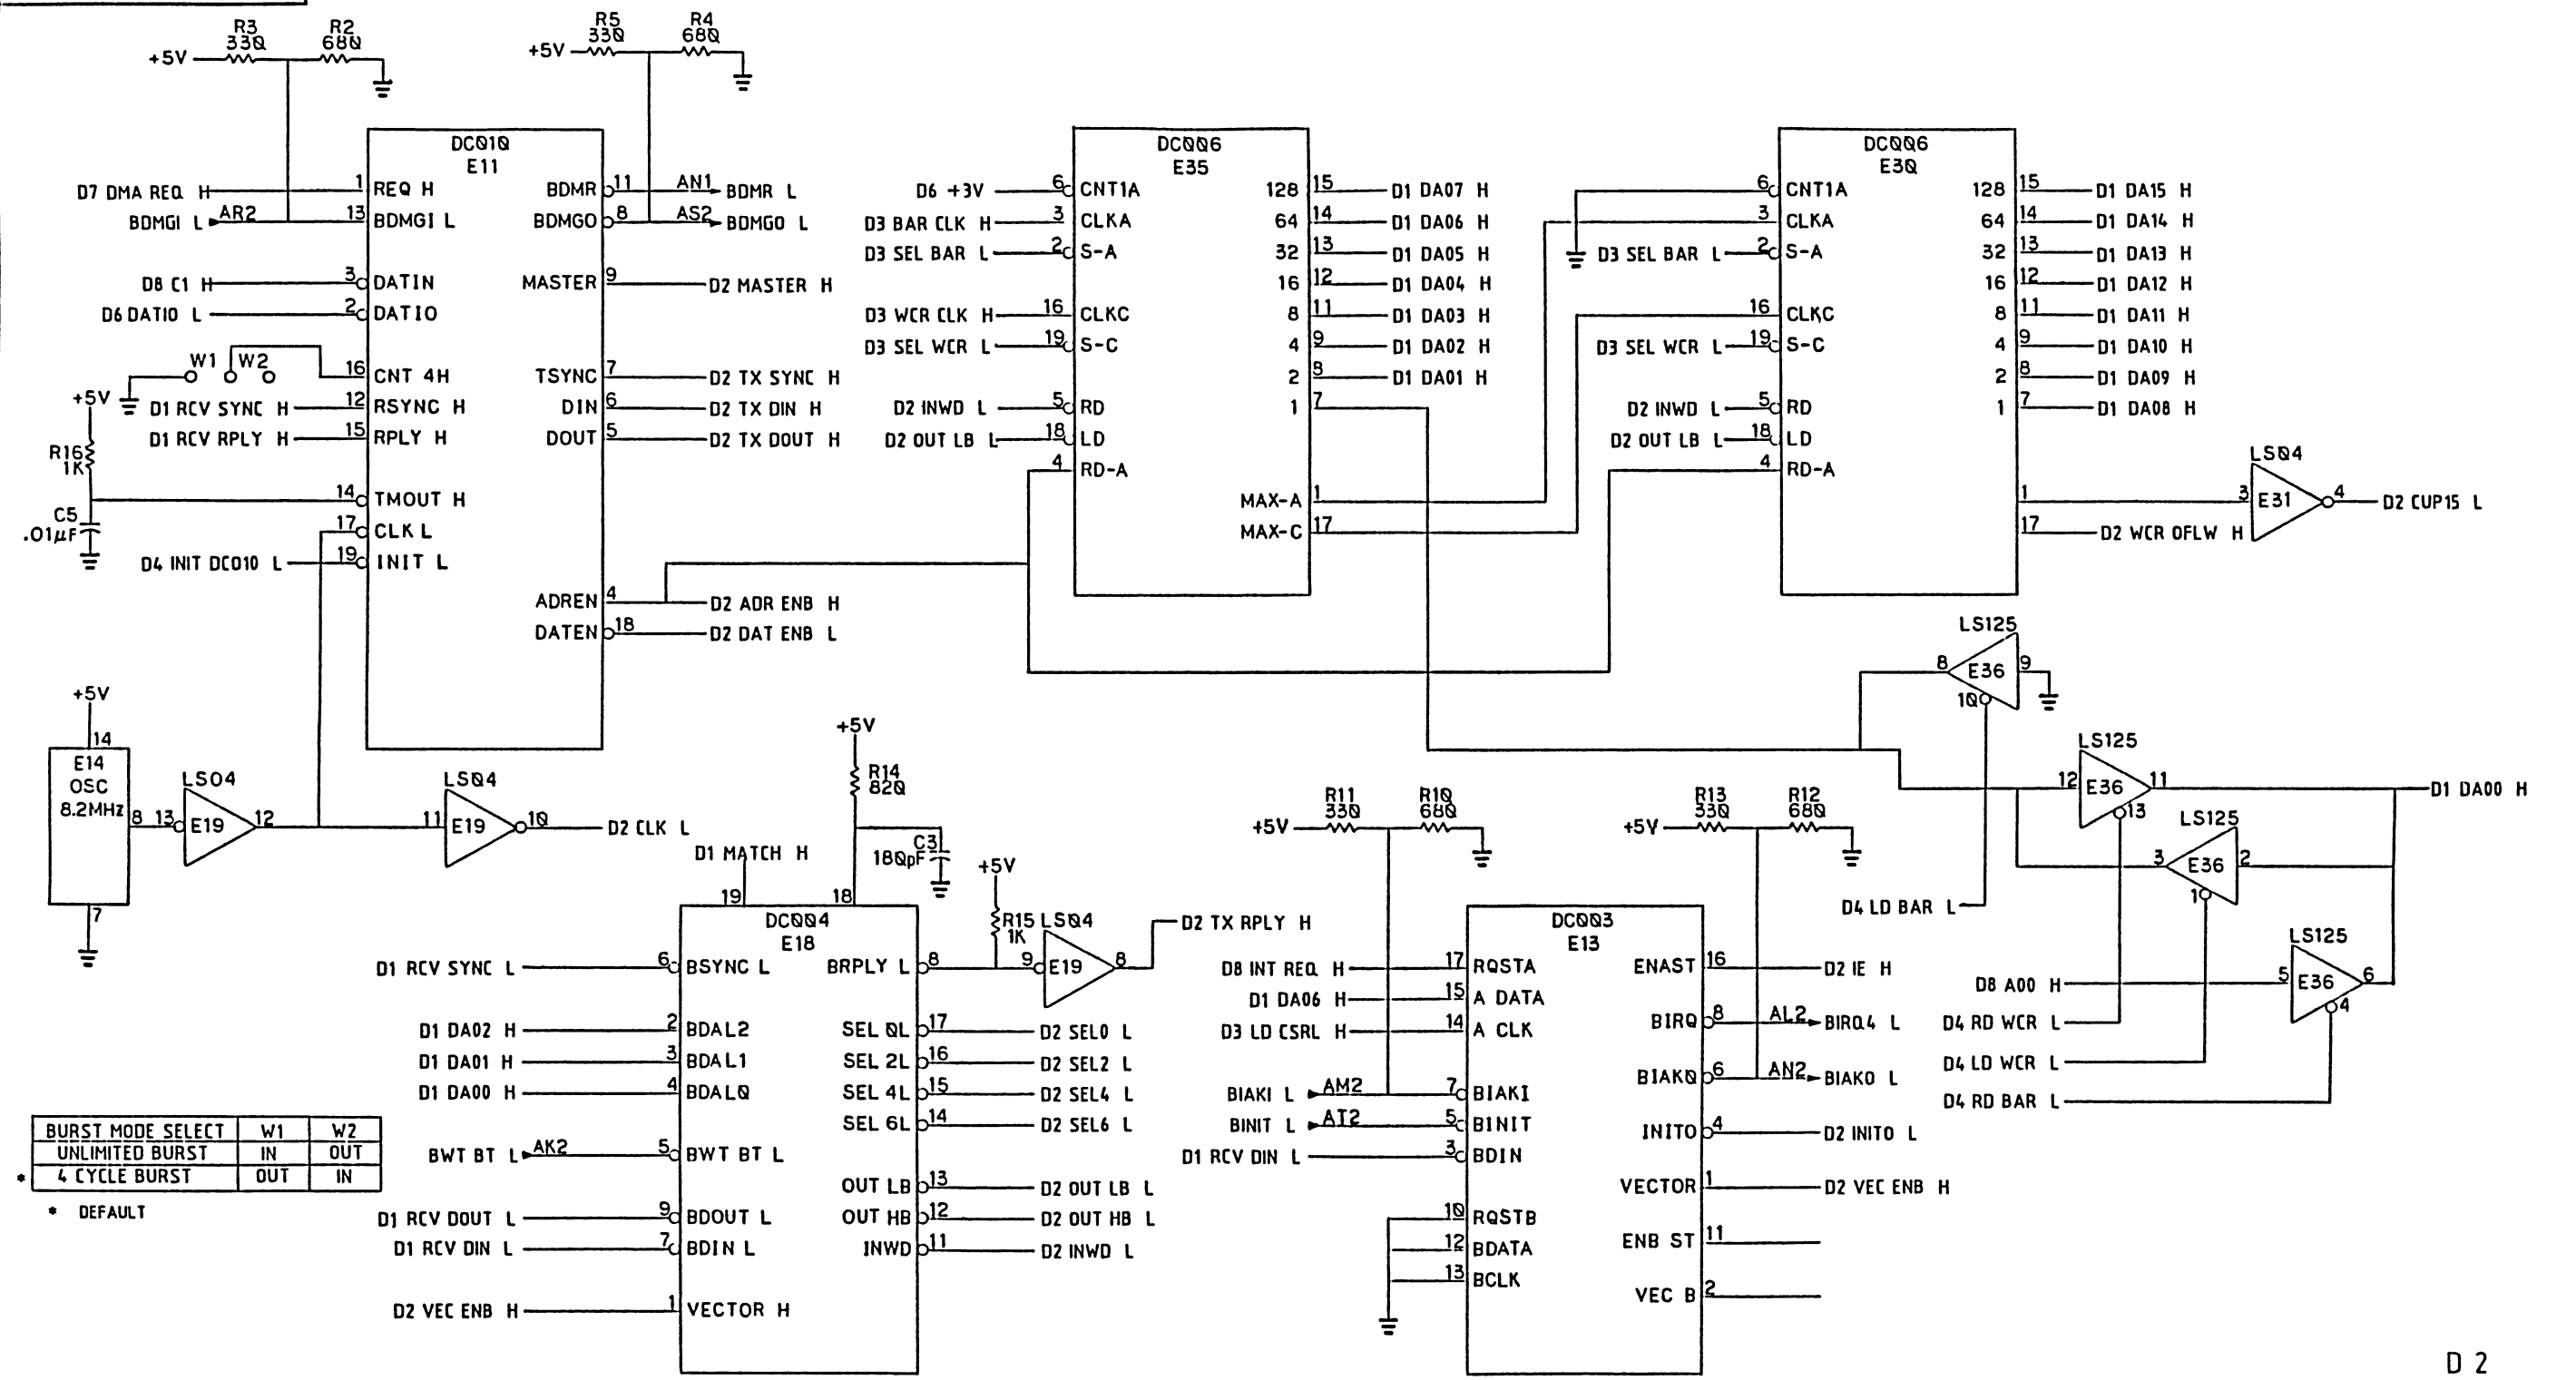 R3 R2
33Ω 68Ω
+5V
R5 R4
33Ω 68Ω
+5V
DC010
E11
D7 DMA REQ H 1 REQ H
BDMGI L AR2 13 BDMGI L
D8 C1 H 3 DATIN
D6 DATIO L 2 DATIO
W1 W2
16 CNT 4H
D1 RCV SYNC H 12 RSYNC H
D1 RCV RPLY H 15 RPLY H
+5V
R16
1K
14 TMOUT H
C5
.01µF
17 CLK L
D4 INIT DC010 L 19 INIT L
BDMR 11 AN1 BDMR L
BDMGO 8 AS2 BDMGO L
MASTER 9 D2 MASTER H
TSYNC 7 D2 TX SYNC H
DIN 6 D2 TX DIN H
DOUT 5 D2 TX DOUT H
ADREN 4 D2 ADR ENB H
DATEN 18 D2 DAT ENB L
DC006
E35
D6 +3V 6 CNT1A
D3 BAR CLK H 3 CLKA
D3 SEL BAR L 2 S-A
D3 WCR CLK H 16 CLKC
D3 SEL WCR L 19 S-C
D2 INWD L 5 RD
D2 OUT LB L 18 LD
4 RD-A
128 15 D1 DA07 H
64 14 D1 DA06 H
32 13 D1 DA05 H
16 12 D1 DA04 H
8 11 D1 DA03 H
4 9 D1 DA02 H
2 8 D1 DA01 H
1 7
MAX-A 1
MAX-C 17
DC006
E30
6 CNT1A
3 CLKA
D3 SEL BAR L 2 S-A
16 CLKC
D3 SEL WCR L 19 S-C
D2 INWD L 5 RD
D2 OUT LB L 18 LD
4 RD-A
128 15 D1 DA15 H
64 14 D1 DA14 H
32 13 D1 DA13 H
16 12 D1 DA12 H
8 11 D1 DA11 H
4 9 D1 DA10 H
2 8 D1 DA09 H
1 7 D1 DA08 H
1
17 D2 WCR OFLW H
LS04
3 E31 4 D2 CUP15 L
LS125
8 E36 9
10
LS125
12 E36 11 D1 DA00 H
13
LS125
3 E36 2
1
LS125
D8 A00 H 5 E36 6
4
D4 LD BAR L
D4 RD WCR L
D4 LD WCR L
D4 RD BAR L
+5V
14
E14
OSC
8.2MHz
8
7
LS04
13 E19 12
LS04
11 E19 10 D2 CLK L
+5V
R14
820
C3
180pF
D1 MATCH H
19 18
DC004
E18
D1 RCV SYNC L 6 BSYNC L
D1 DA02 H 2 BDAL2
D1 DA01 H 3 BDAL1
D1 DA00 H 4 BDAL0
BWT BT L AK2 5 BWT BT L
D1 RCV DOUT L 9 BDOUT L
D1 RCV DIN L 7 BDIN L
D2 VEC ENB H 1 VECTOR H
BRPLY L 8
SEL 0L 17 D2 SEL0 L
SEL 2L 16 D2 SEL2 L
SEL 4L 15 D2 SEL4 L
SEL 6L 14 D2 SEL6 L
OUT LB 13 D2 OUT LB L
OUT HB 12 D2 OUT HB L
INWD 11 D2 INWD L
+5V
R15
1K
LS04
9 E19 8 D2 TX RPLY H
R11 R10
330 680
+5V
R13 R12
330 680
+5V
DC003
E13
D8 INT REQ H 17 RQSTA
D1 DA06 H 15 A DATA
D3 LD CSRL H 14 A CLK
BIAKI L AM2 7 BIAKI
BINIT L AT2 5 BINIT
D1 RCV DIN L 3 BDIN
10 RQSTB
12 BDATA
13 BCLK
ENAST 16 D2 IE H
BIRQ 8 AL2 BIRQ4 L
BIAKO 6 AN2 BIAKO L
INITO 4 D2 INITO L
VECTOR 1 D2 VEC ENB H
ENB ST 11
VEC B 2
BURST MODE SELECT W1 W2
UNLIMITED BURST IN OUT
* 4 CYCLE BURST OUT IN
* DEFAULT
D 2